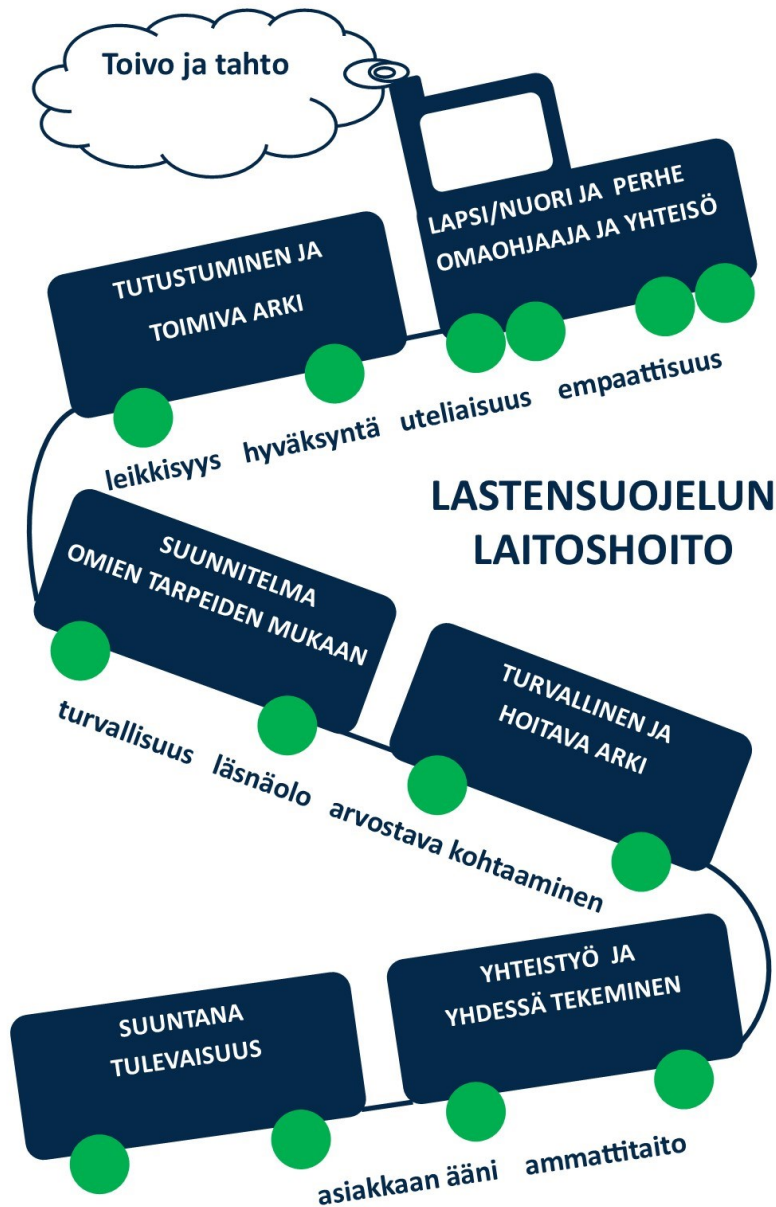 Toivo ja tahto
LAPSI/NUORI JA PERHE
OMAOHJAAJA JA YHTEISÖ
TUTUSTUMINEN JA
TOIMIVA ARKI
leikkisyys hyväksyntä uteliaisuus empaattisuus
LASTENSUOJELUN
LAITOSHOITO
SUUNNITELMA
OMIEN TARPEIDEN MUKAAN
TURVALLINEN JA
HOITAVA ARKI
turvallisuus läsnäolo arvostava kohtaaminen
YHTEISTYÖ JA
YHDESSÄ TEKEMINEN
SUUNTANA
TULEVAISUUS
asiakkaan ääni ammattitaito